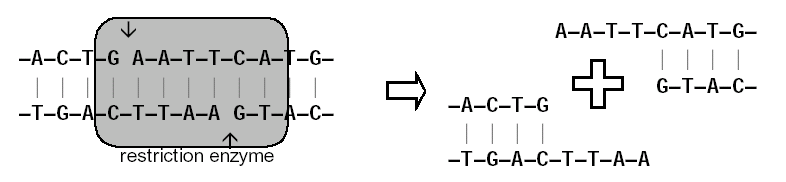 –A–C–T–G A–A–T–T–C–A–T–G–
–T–G–A–C–T–T–A–A G–T–A–C–
restriction enzyme
–A–C–T–G
–T–G–A–C–T–T–A–A
A–A–T–T–C–A–T–G–
G–T–A–C–